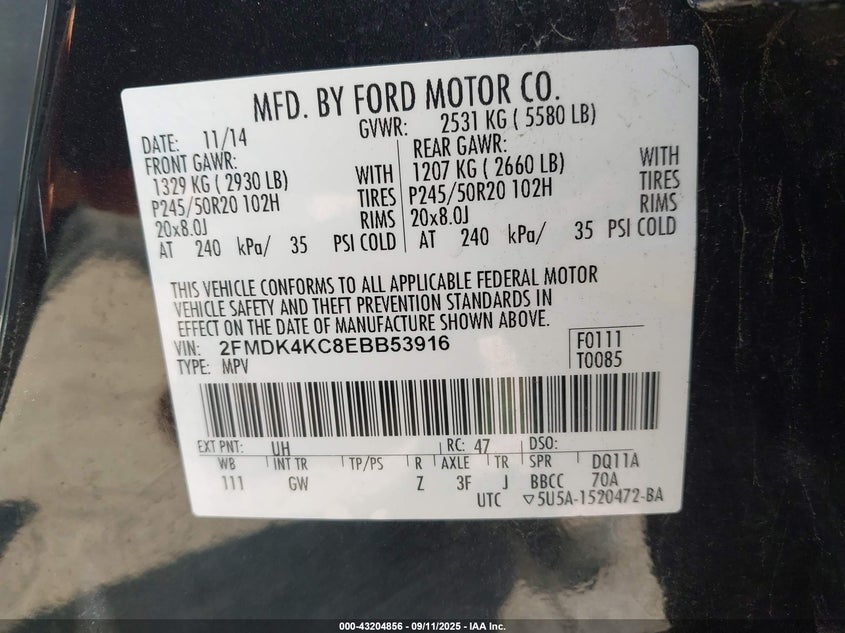 MFD. BY FORD MOTOR CO.
DATE: 11/14 GVWR: 2531 KG ( 5580 LB)
FRONT GAWR: REAR GAWR:
1329 KG ( 2930 LB) WITH 1207 KG ( 2660 LB) WITH
P245/50R20 102H TIRES P245/50R20 102H TIRES
20x8.0J RIMS 20x8.0J RIMS
AT 240 kPa/ 35 PSI COLD AT 240 kPa/ 35 PSI COLD
THIS VEHICLE CONFORMS TO ALL APPLICABLE FEDERAL MOTOR
VEHICLE SAFETY AND THEFT PREVENTION STANDARDS IN
EFFECT ON THE DATE OF MANUFACTURE SHOWN ABOVE.
VIN: 2FMDK4KC8EBB53916 F0111
TYPE: MPV T0085
EXT PNT: UH RC: 47 DSO:
WB INT TR TP/PS R AXLE TR SPR DQ11A
111 GW Z 3F J BBCC 70A
UTC ▽5U5A-1520472-BA
000-43204856 - 09/11/2025 - IAA Inc.